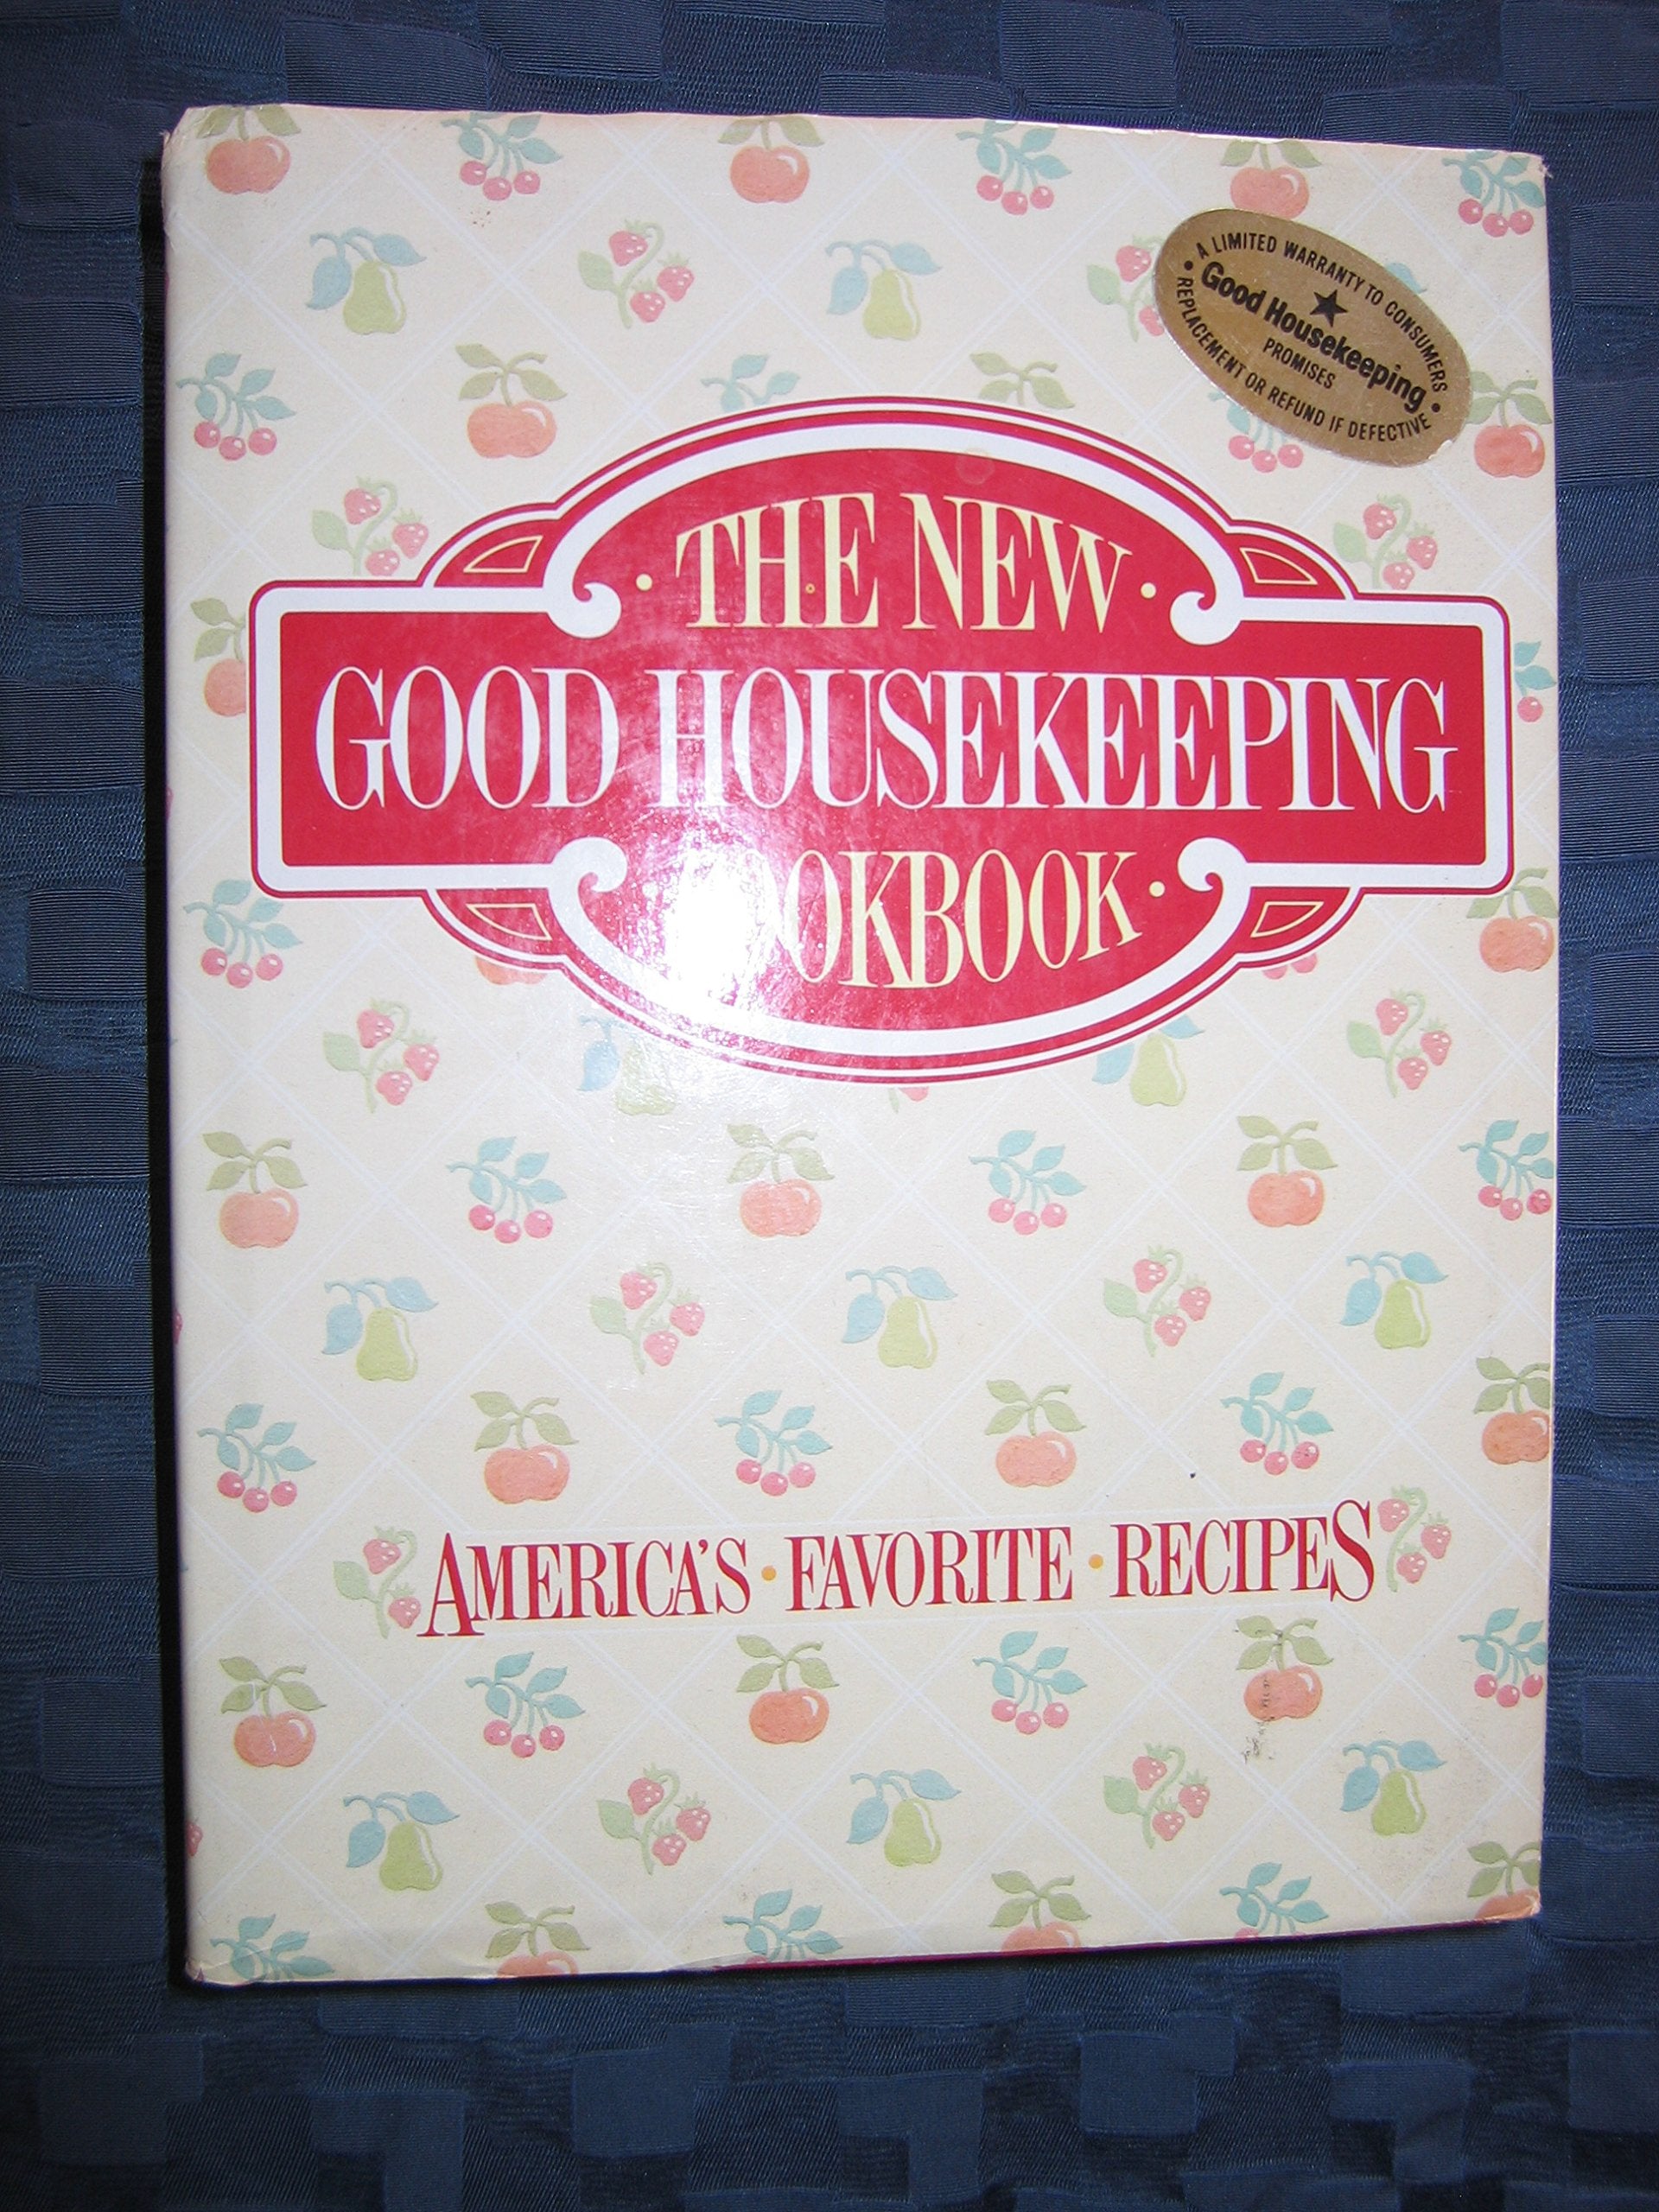 A LIMITED WARRANTY TO CONSUMERS
★
Good Housekeeping
PROMISES
• REPLACEMENT OR REFUND IF DEFECTIVE •
· THE NEW ·
GOOD HOUSEKEEPING
COOKBOOK ·
AMERICA'S · FAVORITE · RECIPES